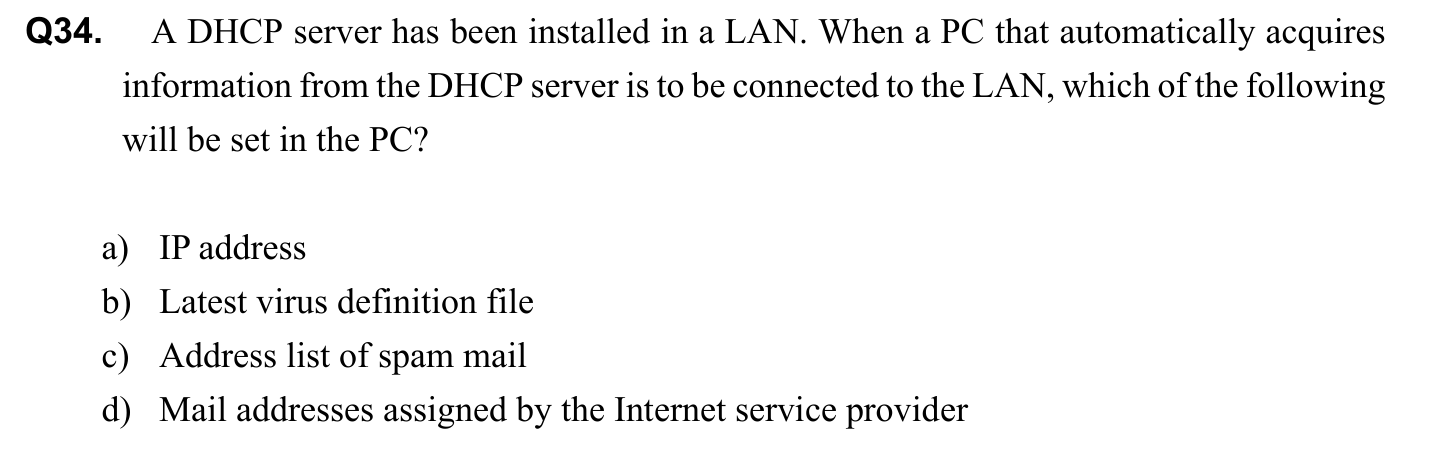 Q34. A DHCP server has been installed in a LAN. When a PC that automatically acquires
information from the DHCP server is to be connected to the LAN, which of the following
will be set in the PC?
a) IP address
b) Latest virus definition file
c) Address list of spam mail
d) Mail addresses assigned by the Internet service provider